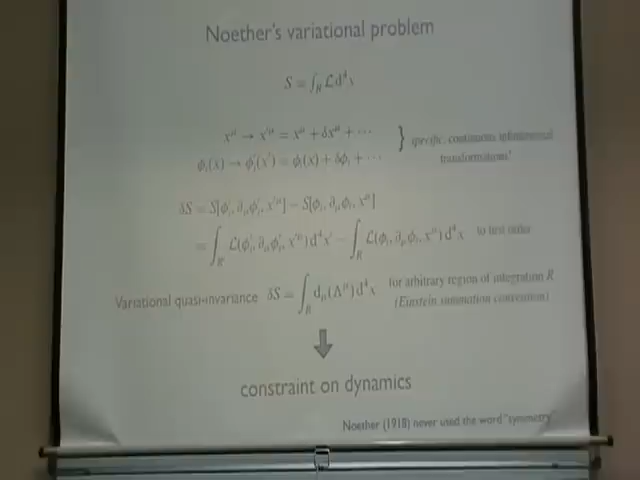 Noether's variational problem
S = ∫_R ℒ d⁴x
x^μ → x'^μ = x^μ + δx^μ + ⋯
φ_i(x) → φ'_i(x') = φ_i(x) + δφ_i + ⋯
} specific, continuous infinitesimal
transformations!
δS = S[φ'_i, ∂_μφ'_i, x'^μ] − S[φ_i, ∂_μφ_i, x^μ]
= ∫_R' ℒ(φ'_i, ∂_μφ'_i, x'^μ) d⁴x' − ∫_R ℒ(φ_i, ∂_μφ_i, x^μ) d⁴x to first order
Variational quasi-invariance δS = ∫_R d_μ(Λ^μ) d⁴x
for arbitrary region of integration R
(Einstein summation convention)
constraint on dynamics
Noether (1918) never used the word "symmetry"